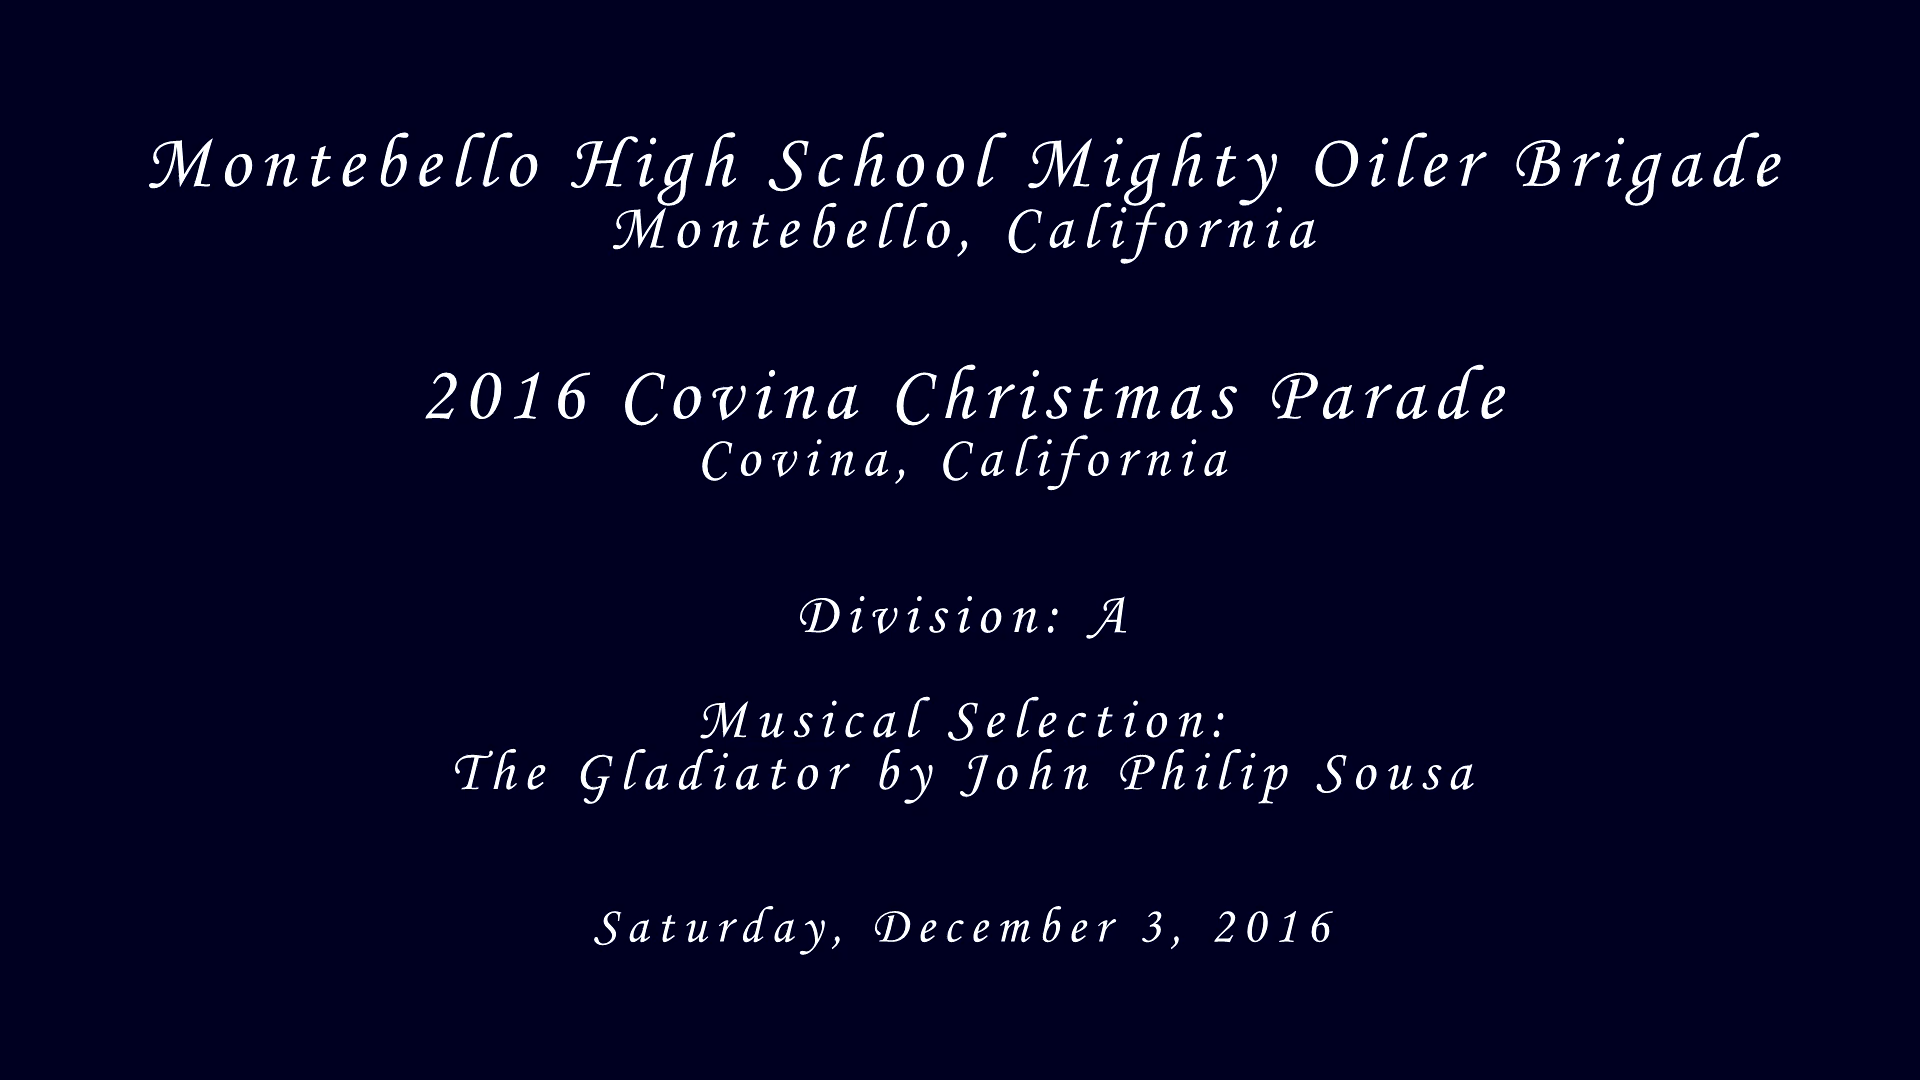 Montebello High School Mighty Oiler Brigade
Montebello, California
2016 Covina Christmas Parade
Covina, California
Division: A
Musical Selection:
The Gladiator by John Philip Sousa
Saturday, December 3, 2016